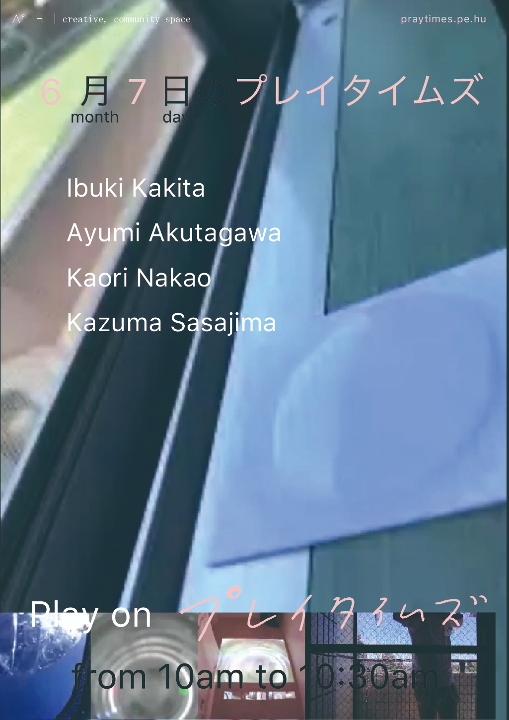 creative, community space
praytimes.pe.hu
6月7日 プレイタイムズ
month day
Ibuki Kakita
Ayumi Akutagawa
Kaori Nakao
Kazuma Sasajima
Play on プレイタイムズ
from 10am to 10:30am